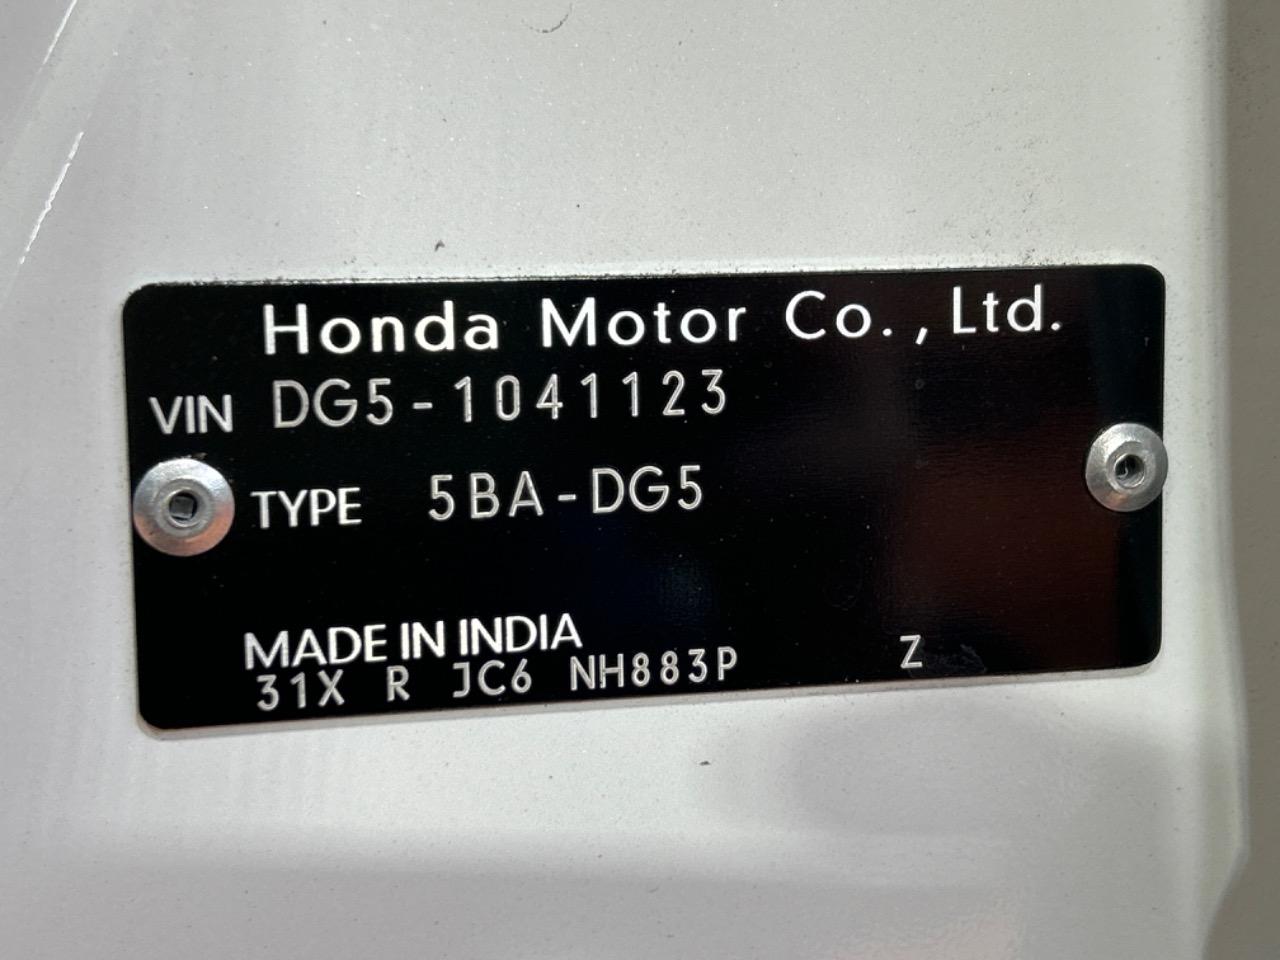 Honda Motor Co., Ltd.
VIN DG5-1041123
TYPE 5BA-DG5
MADE IN INDIA
31X R JC6 NH883P Z